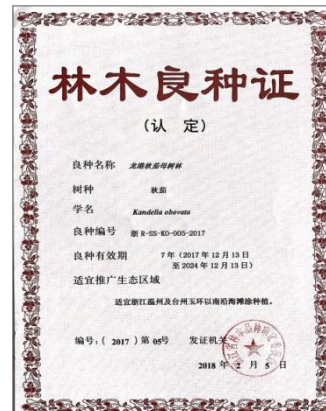 林木良种证
（认 定）
良种名称 龙港秋茄母树林
树种 秋茄
学名 Kandelia obovata
良种编号 浙 R-SS-KO-005-2017
良种有效期 7年（2017年12月13日
至2024年12月13日）
适宜推广生态区域
适宜浙江温州及台州玉环以南沿海滩涂种植。
编号：（2017）第 05号 发证机关
2018 年 2 月 5 日